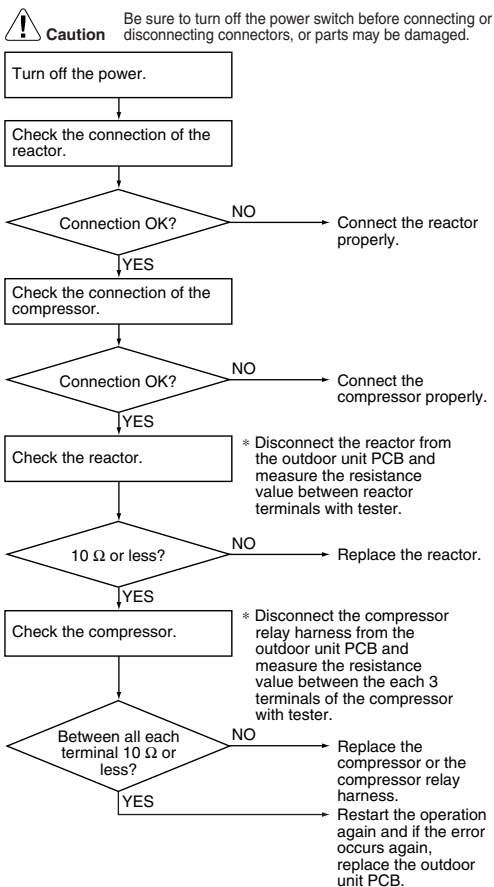 Caution
Be sure to turn off the power switch before connecting or
disconnecting connectors, or parts may be damaged.
Turn off the power.
Check the connection of the
reactor.
Connection OK?
NO
Connect the reactor
properly.
YES
Check the connection of the
compressor.
Connection OK?
NO
Connect the
compressor properly.
YES
Check the reactor.
* Disconnect the reactor from
the outdoor unit PCB and
measure the resistance
value between reactor
terminals with tester.
10 Ω or less?
NO
Replace the reactor.
YES
Check the compressor.
* Disconnect the compressor
relay harness from the
outdoor unit PCB and
measure the resistance
value between the each 3
terminals of the compressor
with tester.
Between all each
terminal 10 Ω or
less?
NO
Replace the
compressor or the
compressor relay
harness.
YES
Restart the operation
again and if the error
occurs again,
replace the outdoor
unit PCB.